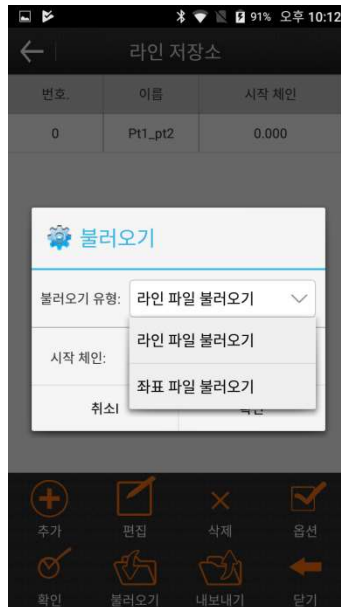 91% 오후 10:12
라인 저장소
번호. 이름 시작 체인
0 Pt1_pt2 0.000
불러오기
불러오기 유형: 라인 파일 불러오기
라인 파일 불러오기
시작 체인:
좌표 파일 불러오기
취소I
추가 편집 삭제 옵션
확인 불러오기 내보내기 닫기